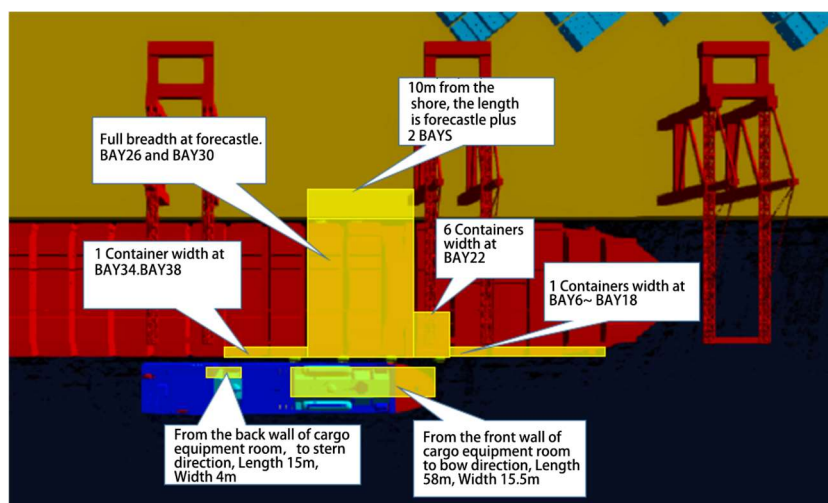 10m from the
shore, the length
is forecastle plus
2 BAYS
Full breadth at forecastle.
BAY26 and BAY30
6 Containers
width at
BAY22
1 Container width at
BAY34.BAY38
1 Containers width at
BAY6~ BAY18
From the back wall of cargo
equipment room, to stern
direction, Length 15m,
Width 4m
From the front wall of
cargo equipment room
to bow direction, Length
58m, Width 15.5m